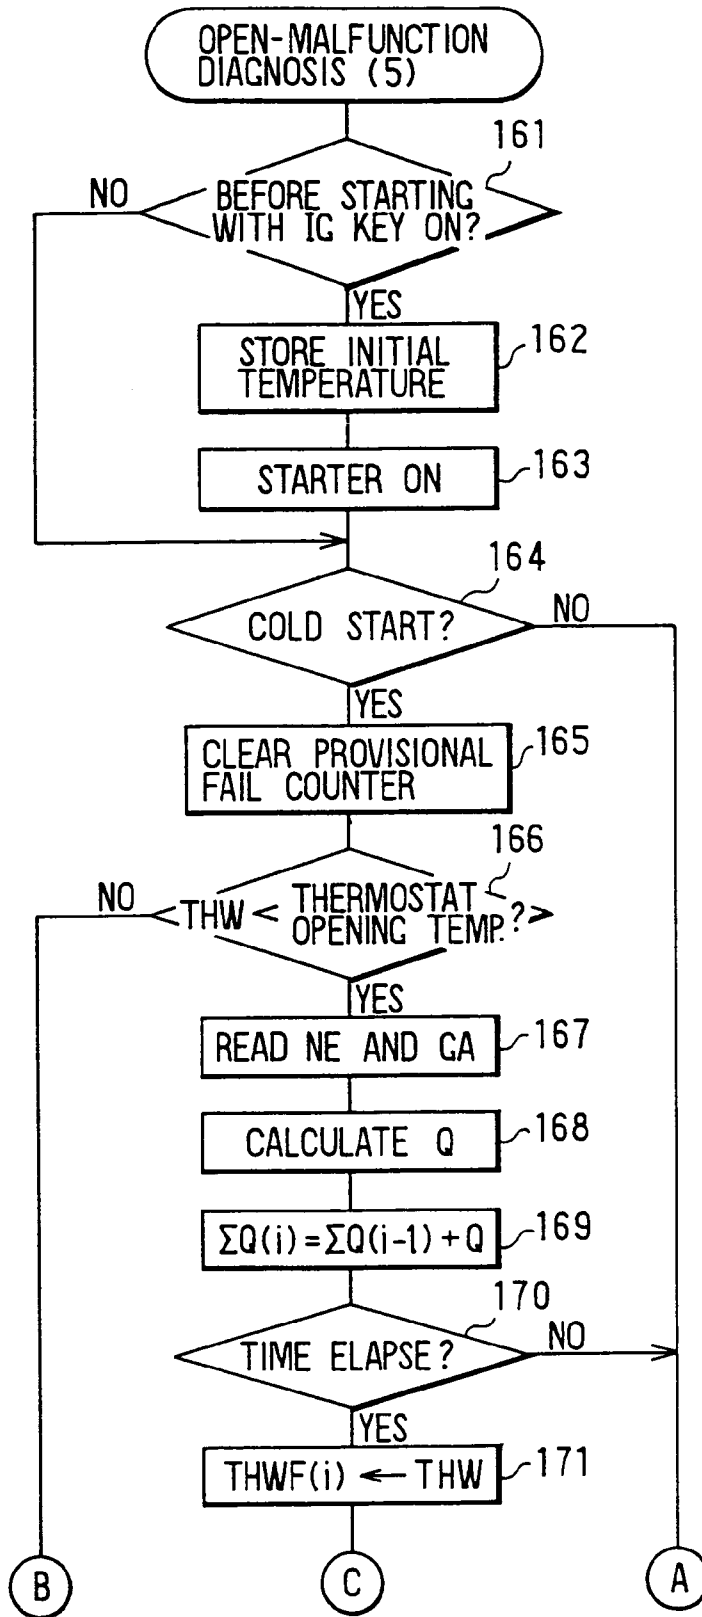 OPEN-MALFUNCTION
DIAGNOSIS (5)
161
NO
BEFORE STARTING
WITH IG KEY ON?
YES
STORE INITIAL
TEMPERATURE
162
STARTER ON
163
164
COLD START?
NO
YES
CLEAR PROVISIONAL
FAIL COUNTER
165
166
NO
THW < THERMOSTAT
OPENING TEMP. ?
YES
READ NE AND GA
167
CALCULATE Q
168
ΣQ(i)=ΣQ(i-1)+Q
169
170
TIME ELAPSE?
NO
YES
THWF(i) ← THW
171
B
C
A